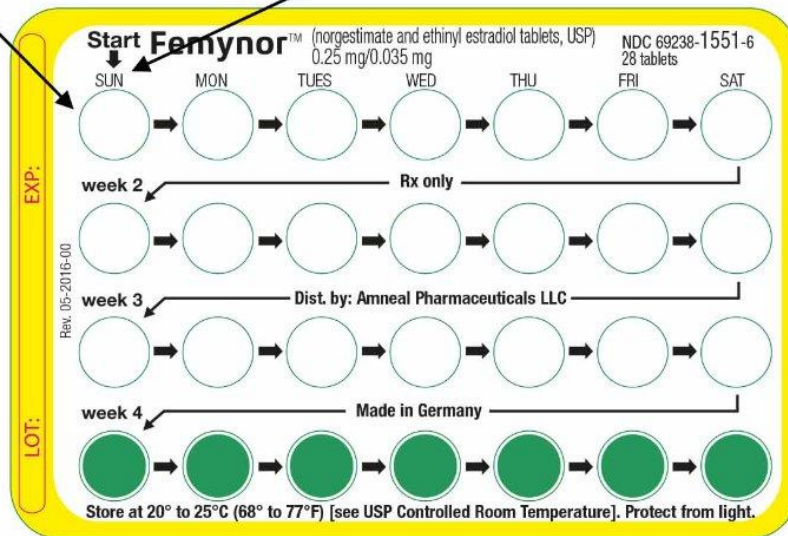 Start Femynor™ (norgestimate and ethinyl estradiol tablets, USP)
0.25 mg/0.035 mg
NDC 69238-1551-6
28 tablets
SUN MON TUES WED THU FRI SAT
week 2 Rx only
week 3 Dist. by: Amneal Pharmaceuticals LLC
week 4 Made in Germany
Store at 20° to 25°C (68° to 77°F) [see USP Controlled Room Temperature]. Protect from light.
EXP:
LOT:
Rev. 05-2016-00